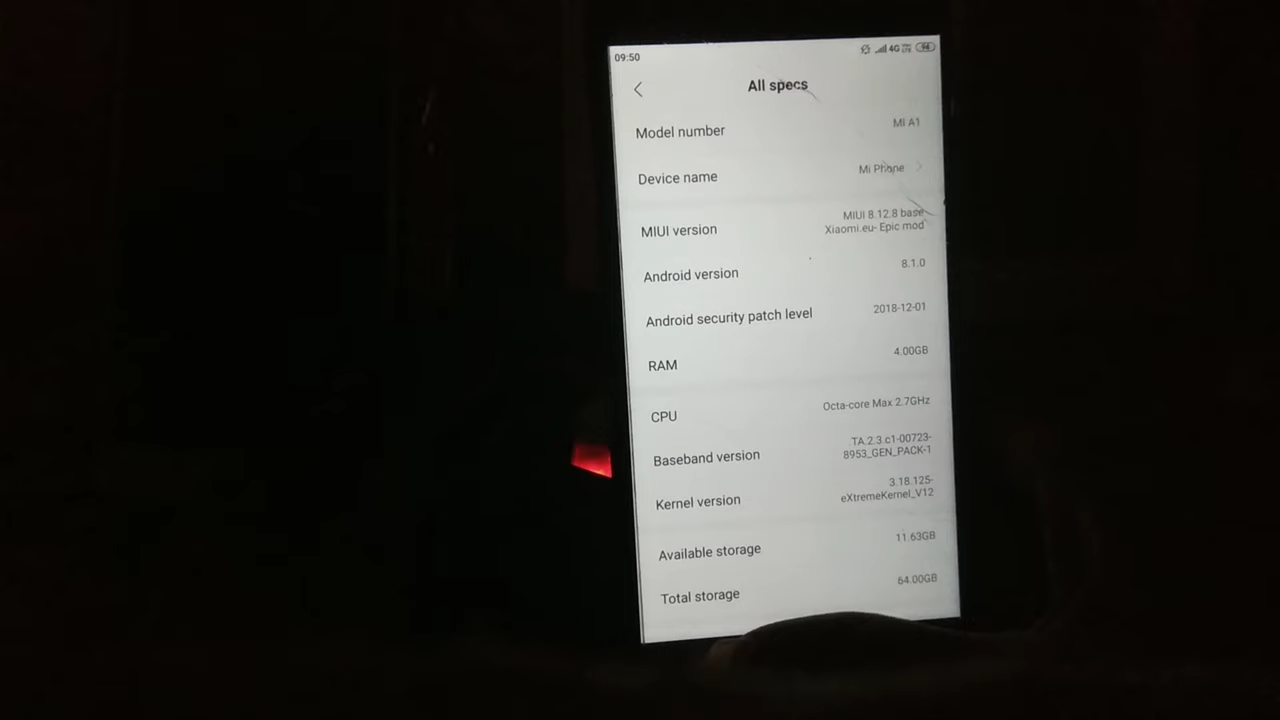 09:50
4G
98
All specs
Model number
MI A1
Device name
Mi Phone
MIUI version
MIUI 8.12.8 base
Xiaomi.eu- Epic mod
Android version
8.1.0
Android security patch level
2018-12-01
RAM
4.00GB
CPU
Octa-core Max 2.7GHz
Baseband version
TA.2.3.c1-00723-
8953_GEN_PACK-1
Kernel version
3.18.125-
eXtremeKernel_V12
Available storage
11.63GB
Total storage
64.00GB